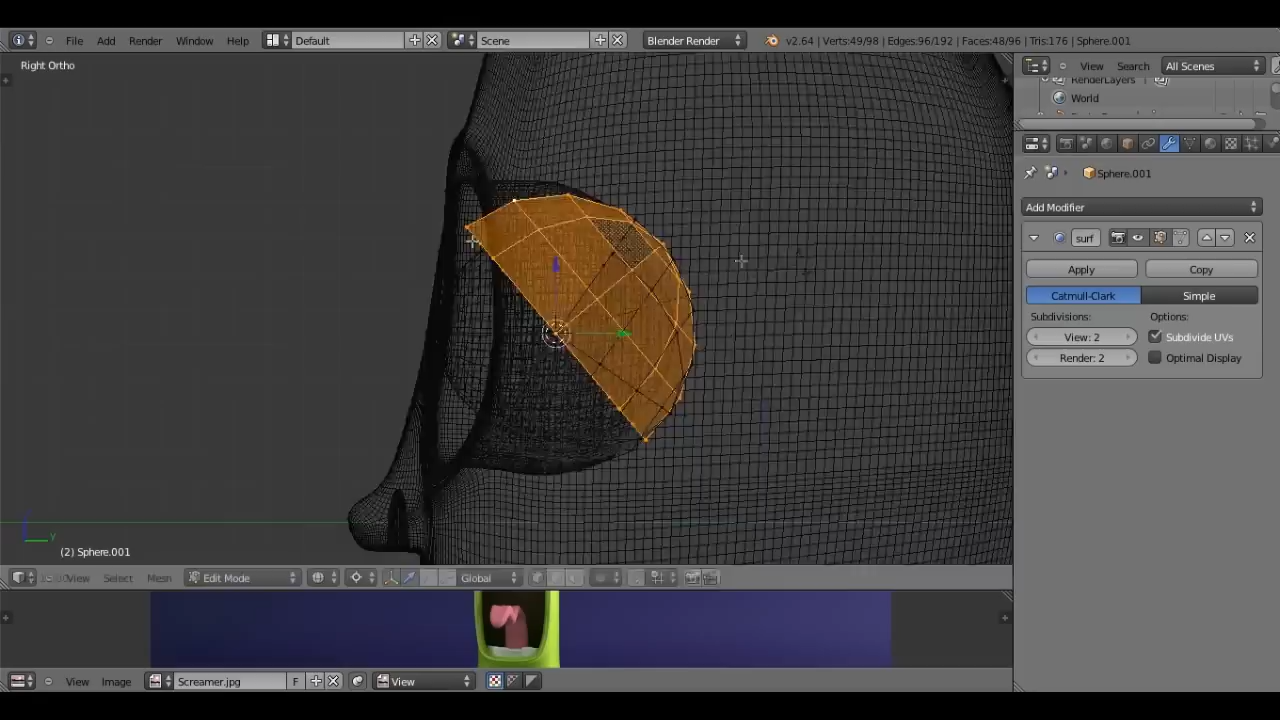 File Add Render Window Help Default Scene Blender Render v2.64 | Verts:49/98 | Edges:96/192 | Faces:48/96 | Tris:176 | Sphere.001
Right Ortho
View Search All Scenes
RenderLayers
World
Sphere.001
Add Modifier
surf
Apply Copy
Catmull-Clark Simple
Subdivisions: Options:
View: 2 Subdivide UVs
Render: 2 Optimal Display
y
(2) Sphere.001
View Select Mesh Edit Mode Global
View Image Screamer.jpg F View